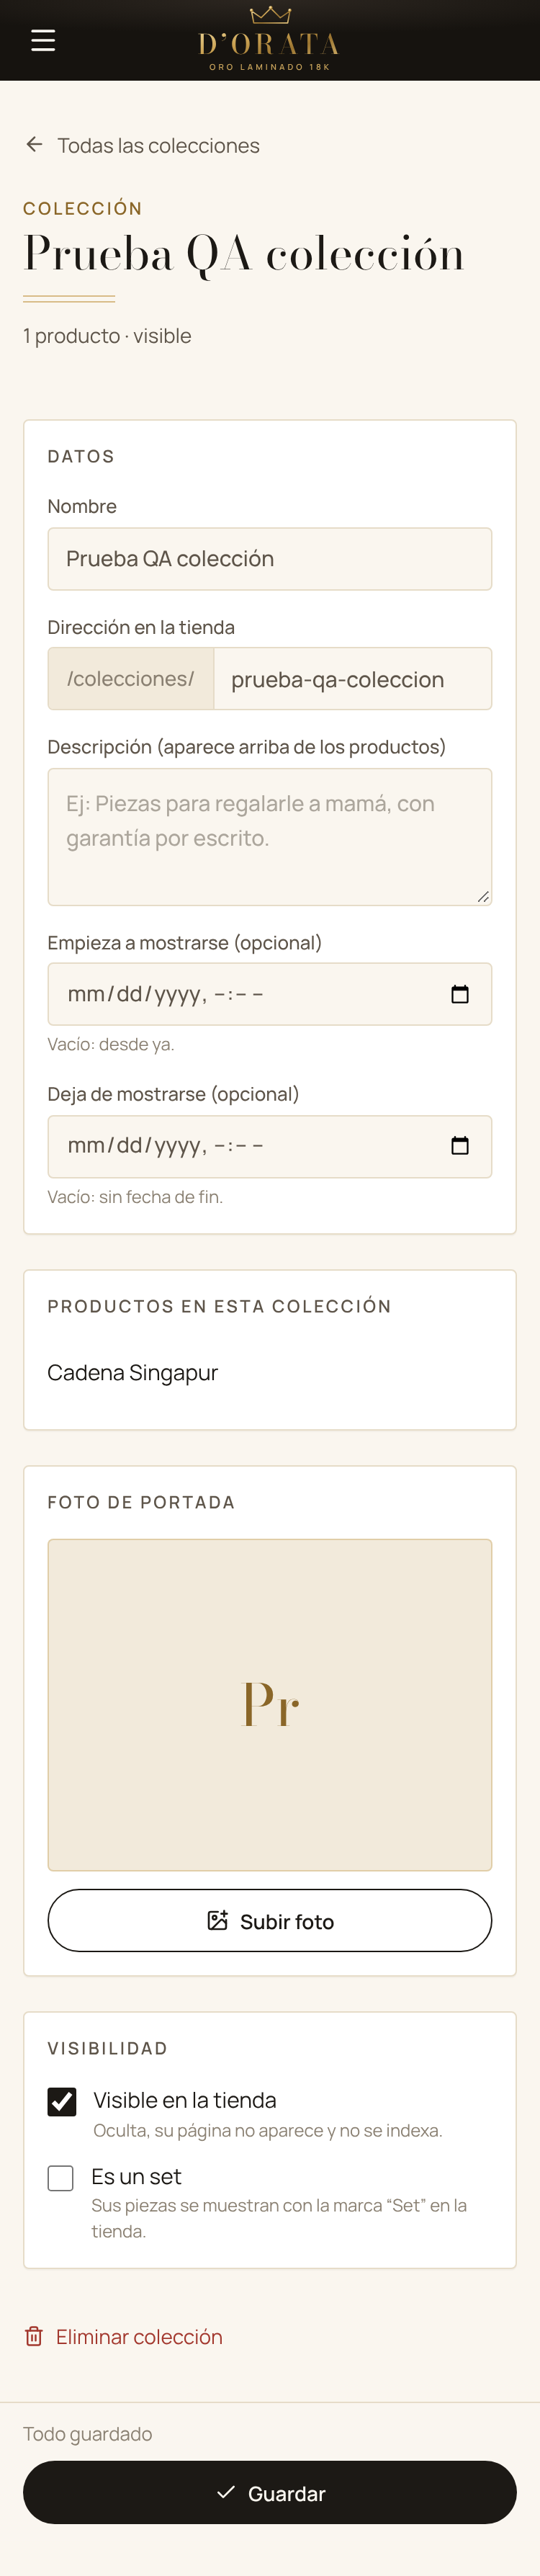 D'ORATA
ORO LAMINADO 18K
Todas las colecciones
COLECCIÓN
Prueba QA colección
1 producto · visible
DATOS
Nombre
Prueba QA colección
Dirección en la tienda
/colecciones/ prueba-qa-coleccion
Descripción (aparece arriba de los productos)
Ej: Piezas para regalarle a mamá, con
garantía por escrito.
Empieza a mostrarse (opcional)
mm/dd/yyyy, --:-- --
Vacío: desde ya.
Deja de mostrarse (opcional)
mm/dd/yyyy, --:-- --
Vacío: sin fecha de fin.
PRODUCTOS EN ESTA COLECCIÓN
Cadena Singapur
FOTO DE PORTADA
Pr
Subir foto
VISIBILIDAD
Visible en la tienda
Oculta, su página no aparece y no se indexa.
Es un set
Sus piezas se muestran con la marca “Set” en la
tienda.
Eliminar colección
Todo guardado
Guardar